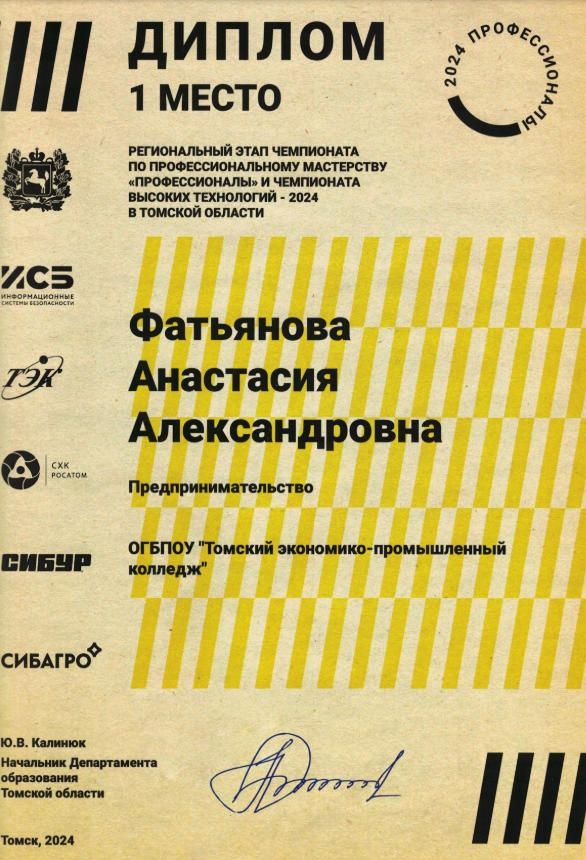 ДИПЛОМ
1 МЕСТО
2024 ПРОФЕССИОНАЛЫ
РЕГИОНАЛЬНЫЙ ЭТАП ЧЕМПИОНАТА
ПО ПРОФЕССИОНАЛЬНОМУ МАСТЕРСТВУ
«ПРОФЕССИОНАЛЫ» И ЧЕМПИОНАТА
ВЫСОКИХ ТЕХНОЛОГИЙ - 2024
В ТОМСКОЙ ОБЛАСТИ
ИСБ
ИНФОРМАЦИОННЫЕ
СИСТЕМЫ БЕЗОПАСНОСТИ
Фатьянова
Анастасия
Александровна
ТЭК
СХК
РОСАТОМ
Предпринимательство
ОГБПОУ "Томский экономико-промышленный
колледж"
СИБУР
СИБАГРО
Ю.В. Калинюк
Начальник Департамента
образования
Томской области
Томск, 2024